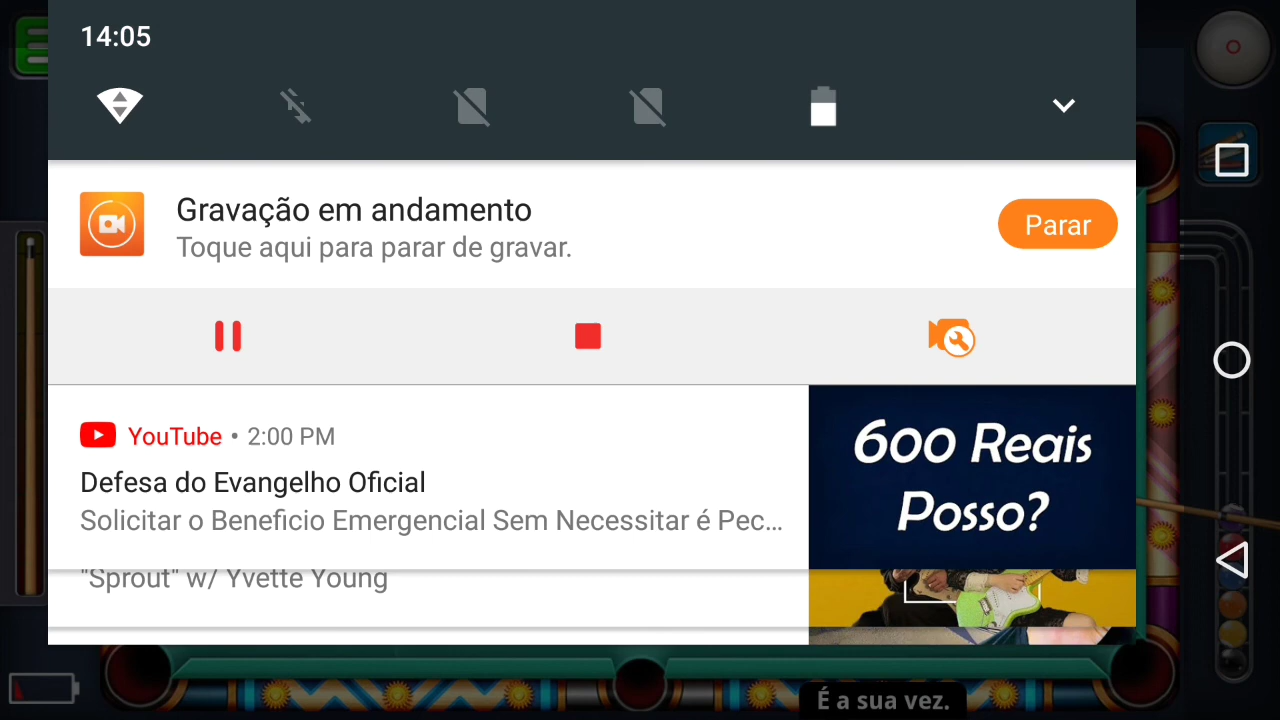 14:05
Gravação em andamento
Toque aqui para parar de gravar.
Parar
YouTube • 2:00 PM
Defesa do Evangelho Oficial
Solicitar o Beneficio Emergencial Sem Necessitar é Pec...
600 Reais
Posso?
"Sprout" w/ Yvette Young
É a sua vez.